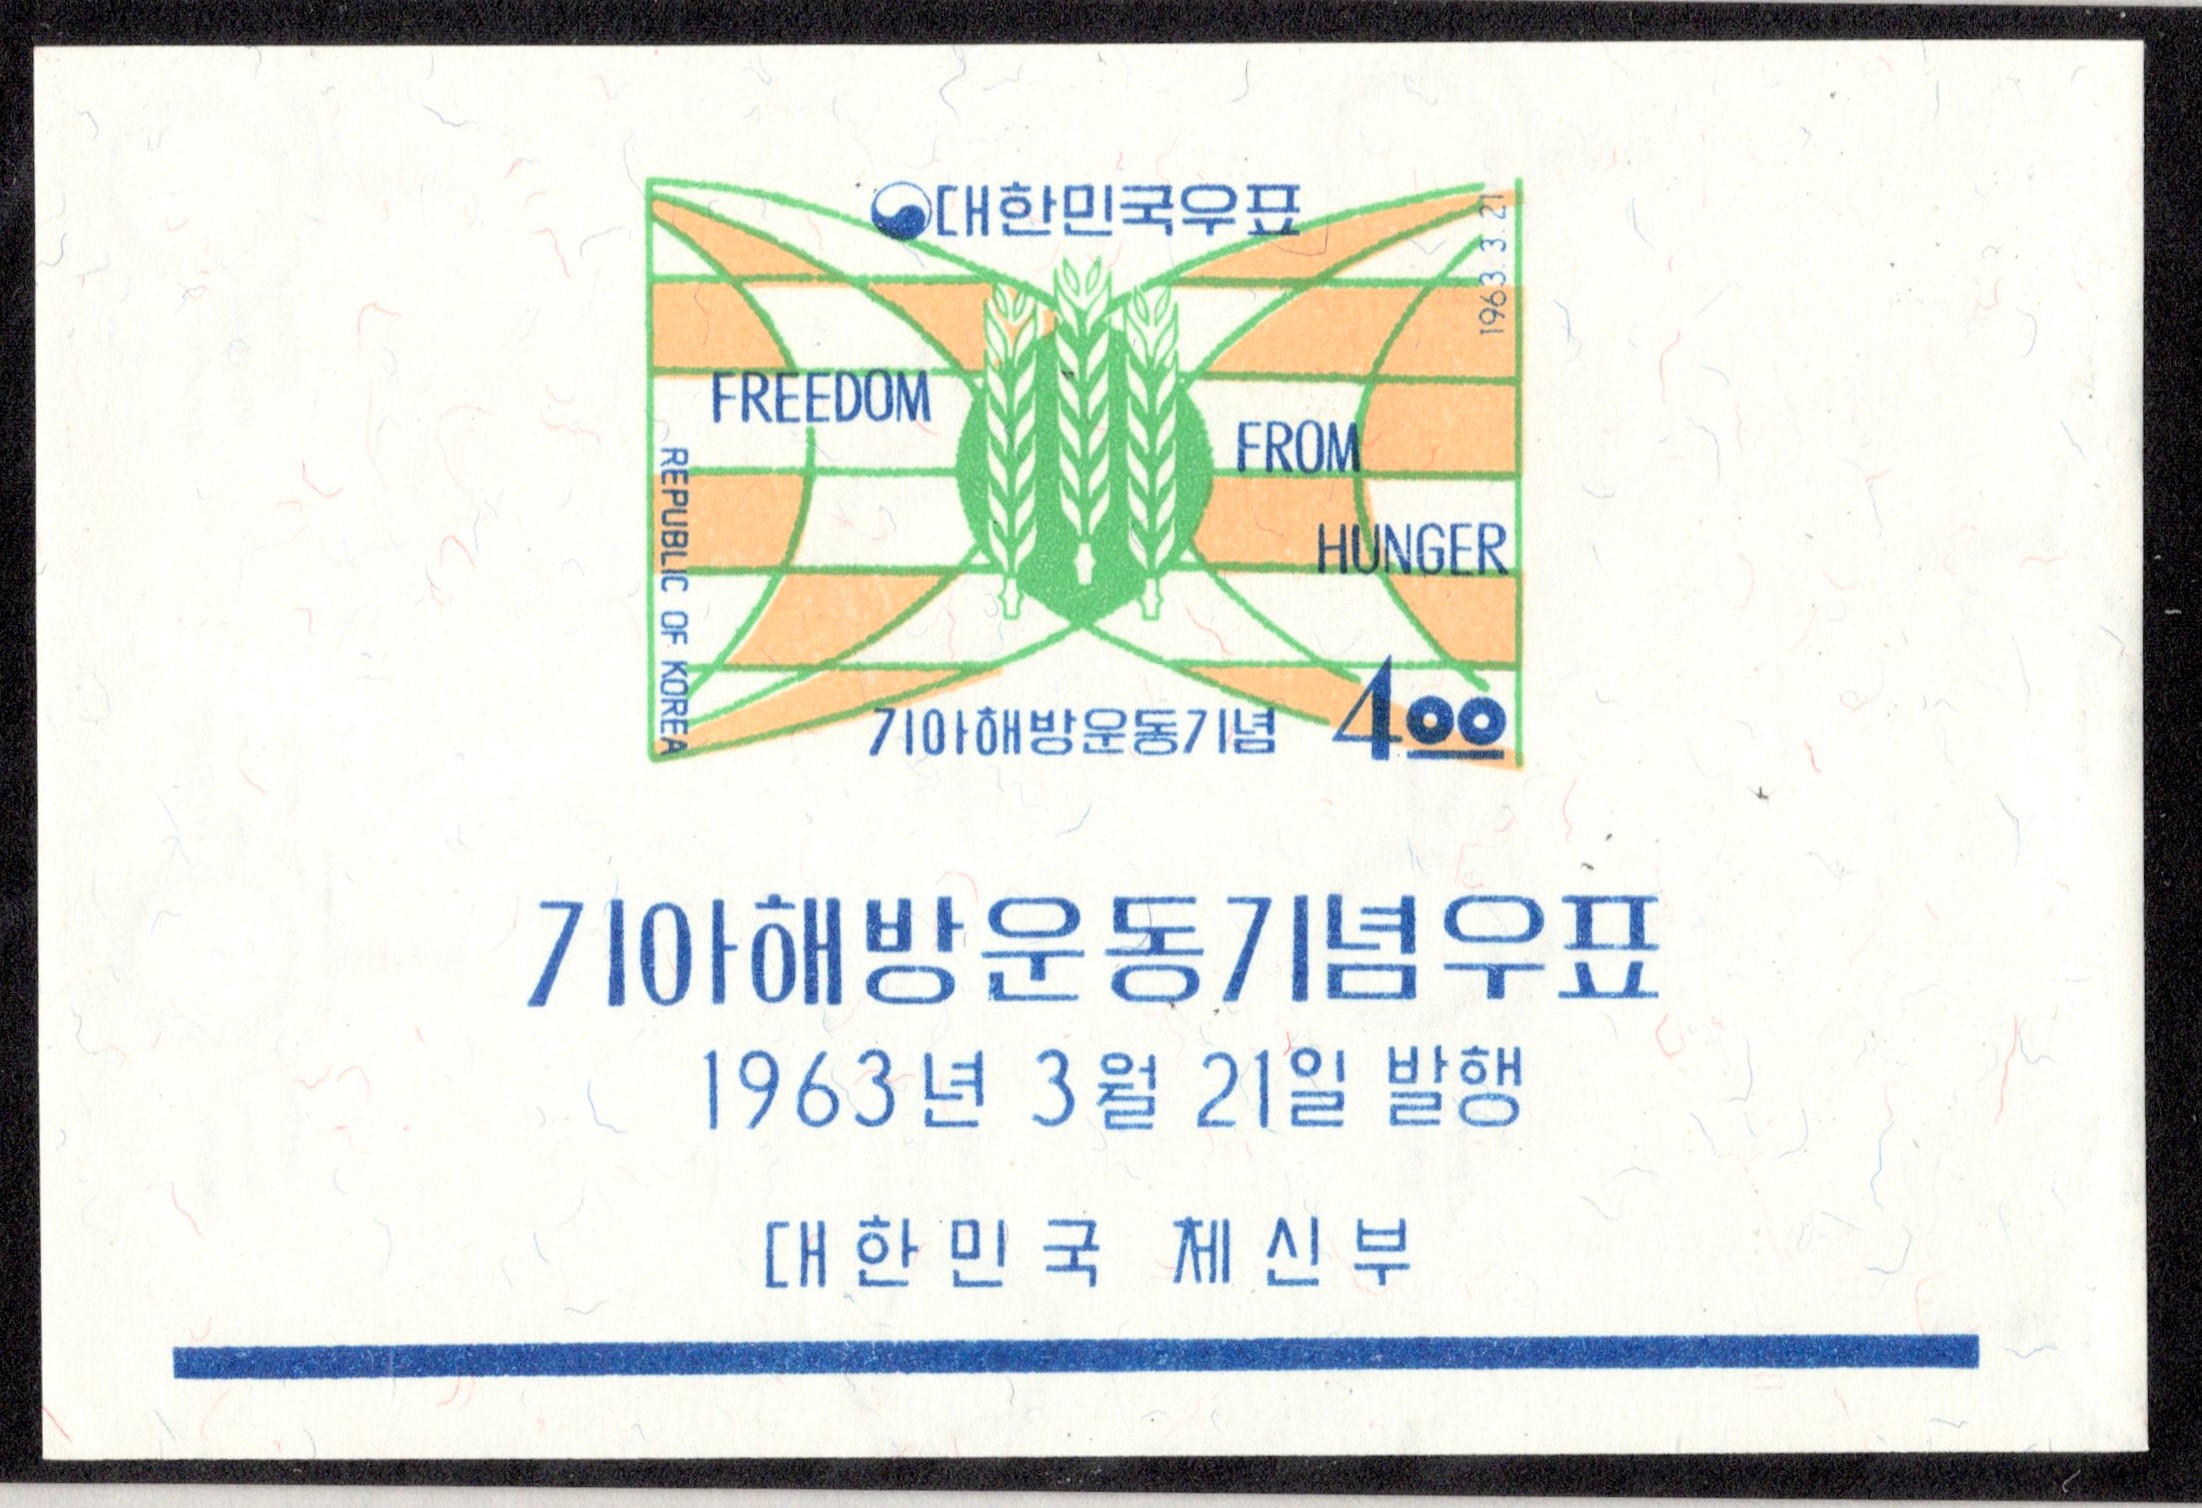 대한민국우표
1963.3.21
FREEDOM
FROM
HUNGER
REPUBLIC OF KOREA
기아해방운동기념
400
기아해방운동기념우표
1963년 3월 21일 발행
대한민국 체신부